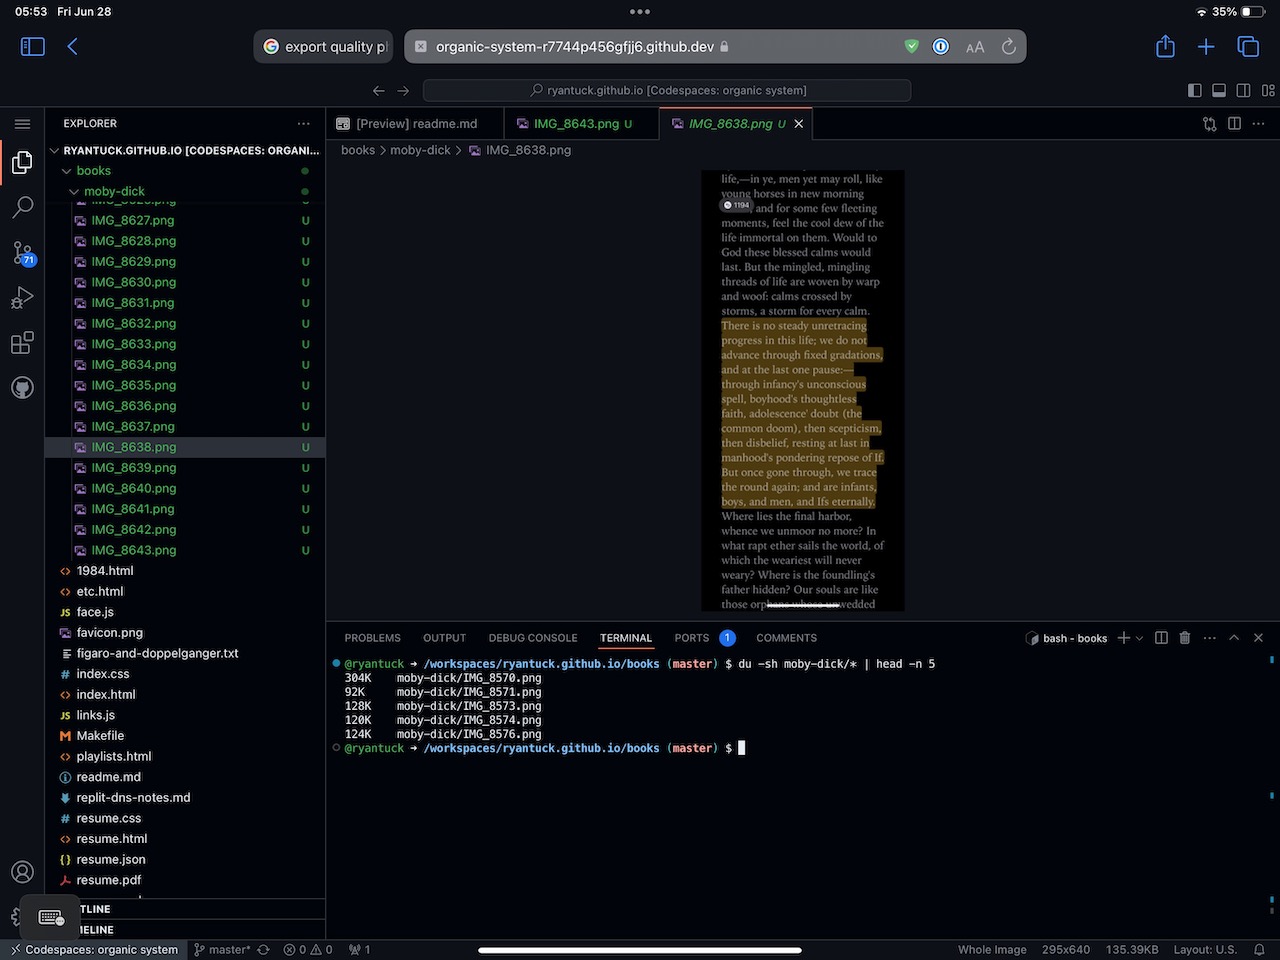 05:53 Fri Jun 28
35%
export quality pl
organic-system-r7744p456gfjj6.github.dev
AA
ryantuck.github.io [Codespaces: organic system]
EXPLORER
[Preview] readme.md
IMG_8643.png U
IMG_8638.png U
RYANTUCK.GITHUB.IO [CODESPACES: ORGANI...
books > moby-dick > IMG_8638.png
books
moby-dick
IMG_8627.png U
IMG_8628.png U
IMG_8629.png U
IMG_8630.png U
IMG_8631.png U
IMG_8632.png U
IMG_8633.png U
IMG_8634.png U
IMG_8635.png U
IMG_8636.png U
IMG_8637.png U
IMG_8638.png U
IMG_8639.png U
IMG_8640.png U
IMG_8641.png U
IMG_8642.png U
IMG_8643.png U
1984.html
etc.html
JS face.js
favicon.png
figaro-and-doppelganger.txt
# index.css
index.html
JS links.js
M Makefile
playlists.html
readme.md
replit-dns-notes.md
# resume.css
resume.html
{} resume.json
resume.pdf
TLINE
MELINE
71
life,—in ye, men yet may roll, like
young horses in new morning
1194
and for some few fleeting
moments, feel the cool dew of the
life immortal on them. Would to
God these blessed calms would
last. But the mingled, mingling
threads of life are woven by warp
and woof: calms crossed by
storms, a storm for every calm.
There is no steady unretracing
progress in this life; we do not
advance through fixed gradations,
and at the last one pause:—
through infancy's unconscious
spell, boyhood's thoughtless
faith, adolescence' doubt (the
common doom), then scepticism,
then disbelief, resting at last in
manhood's pondering repose of If.
But once gone through, we trace
the round again; and are infants,
boys, and men, and Ifs eternally.
Where lies the final harbor,
whence we unmoor no more? In
what rapt ether sails the world, of
which the weariest will never
weary? Where is the foundling's
father hidden? Our souls are like
those orphans whose unwedded
PROBLEMS OUTPUT DEBUG CONSOLE TERMINAL PORTS 1 COMMENTS
bash - books
@ryantuck ➜ /workspaces/ryantuck.github.io/books (master) $ du -sh moby-dick/* | head -n 5
304K moby-dick/IMG_8570.png
92K moby-dick/IMG_8571.png
128K moby-dick/IMG_8573.png
120K moby-dick/IMG_8574.png
124K moby-dick/IMG_8576.png
@ryantuck ➜ /workspaces/ryantuck.github.io/books (master) $
Codespaces: organic system
master*
0 0
1
Whole Image
295x640
135.39KB
Layout: U.S.